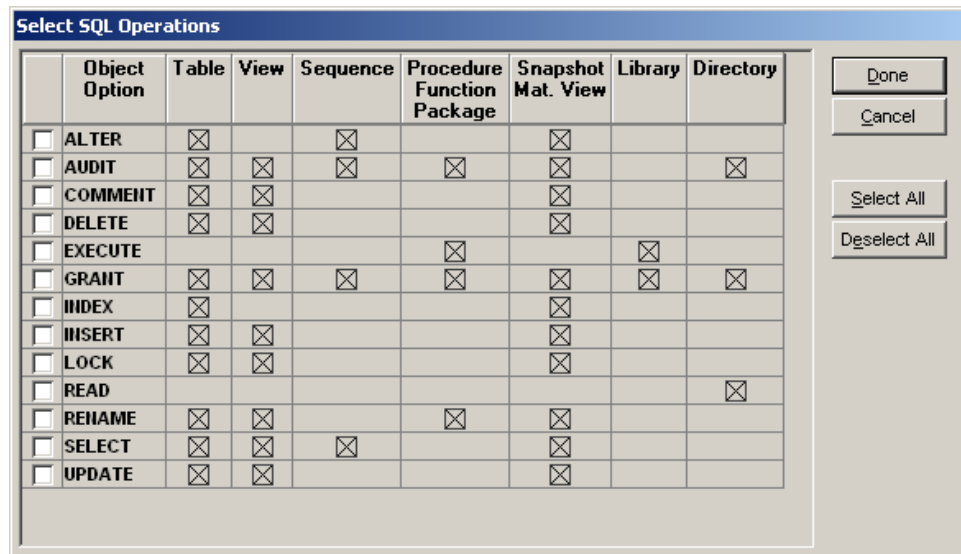 Select SQL Operations
Object Option Table View Sequence Procedure Function Package Snapshot Mat. View Library Directory
ALTER
AUDIT
COMMENT
DELETE
EXECUTE
GRANT
INDEX
INSERT
LOCK
READ
RENAME
SELECT
UPDATE
Done
Cancel
Select All
Deselect All